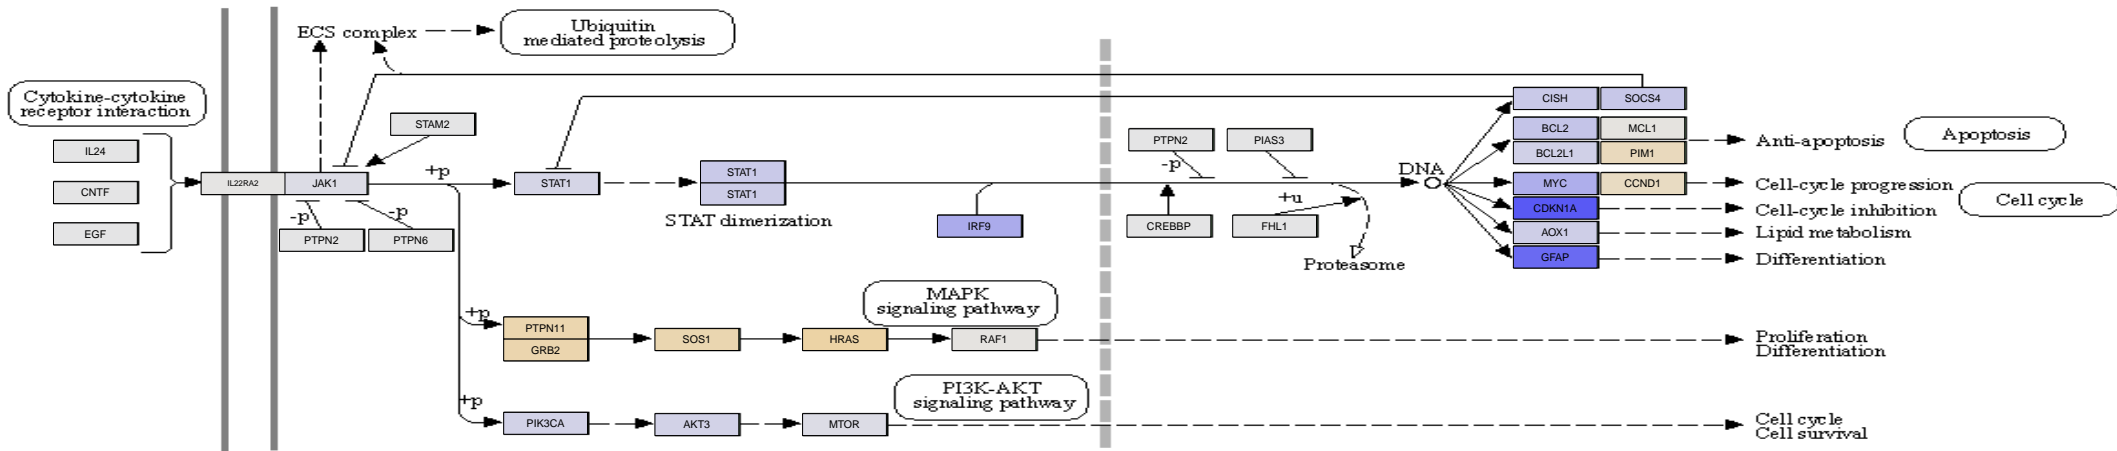 Ubiquitin
mediated proteolysis
ECS complex
Cytokine-cytokine
receptor interaction
IL24
CNTF
EGF
IL22RA2
JAK1
STAM2
+p
-p
-p
PTPN2
PTPN6
STAT1
STAT1
STAT1
STAT dimerization
IRF9
PTPN2
PIAS3
-p
+u
CREBBP
FHL1
Proteasome
DNA
CISH
SOCS4
BCL2
MCL1
BCL2L1
PIM1
MYC
CCND1
CDKN1A
AOX1
GFAP
Anti-apoptosis
Apoptosis
Cell-cycle progression
Cell-cycle inhibition
Cell cycle
Lipid metabolism
Differentiation
MAPK
signaling pathway
+p
PTPN11
GRB2
SOS1
HRAS
RAF1
Proliferation
Differentiation
PI3K-AKT
signaling pathway
+p
PIK3CA
AKT3
MTOR
Cell cycle
Cell survival